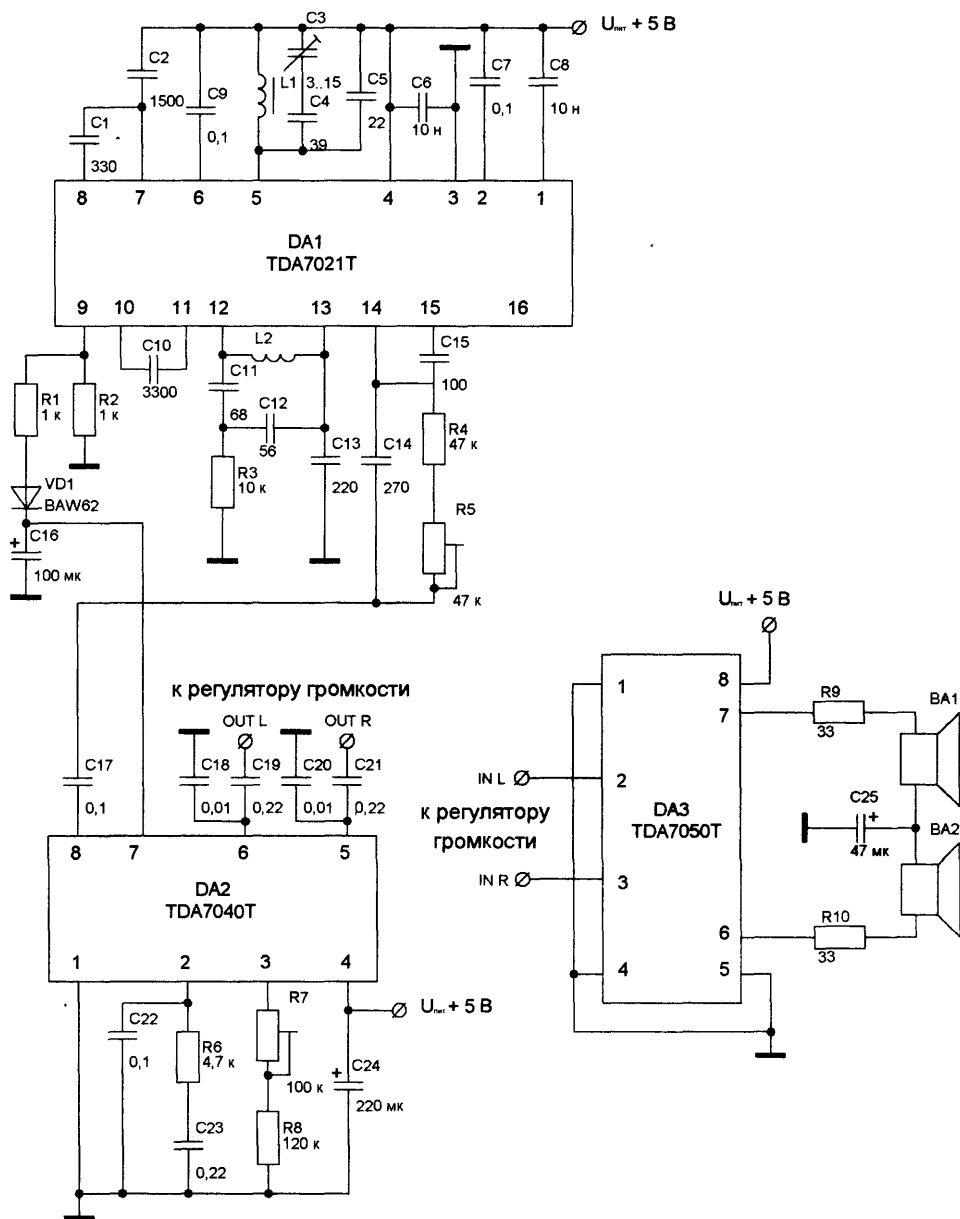 C3
Uпит + 5 В
C2
C9
L1
3..15
C5
C6
C7
C8
1500
C4
C1
0,1
22
10 н
0,1
10 н
330
39
8 7 6 5 4 3 2 1
DA1
TDA7021T
9 10 11 12 13 14 15 16
L2
C15
C10
3300
C11
100
R1
1 к
R2
1 к
68
C12
56
R4
47 к
C13
C14
R3
10 к
220
270
VD1
BAW62
R5
C16
+
100 мк
47 к
Uпит + 5 В
к регулятору громкости
OUT L
OUT R
C17
C18
C19
C20
C21
0,1
0,01
0,22
0,01
0,22
8 7 6 5
DA2
TDA7040T
1 2 3 4
R7
Uпит + 5 В
C22
0,1
R6
4,7 к
100 к
C24
+
220 мк
C23
0,22
R8
120 к
1
8
7
R9
33
BA1
IN L
2
к регулятору
громкости
DA3
TDA7050T
C25
+
47 мк
BA2
IN R
3
6
R10
33
4
5